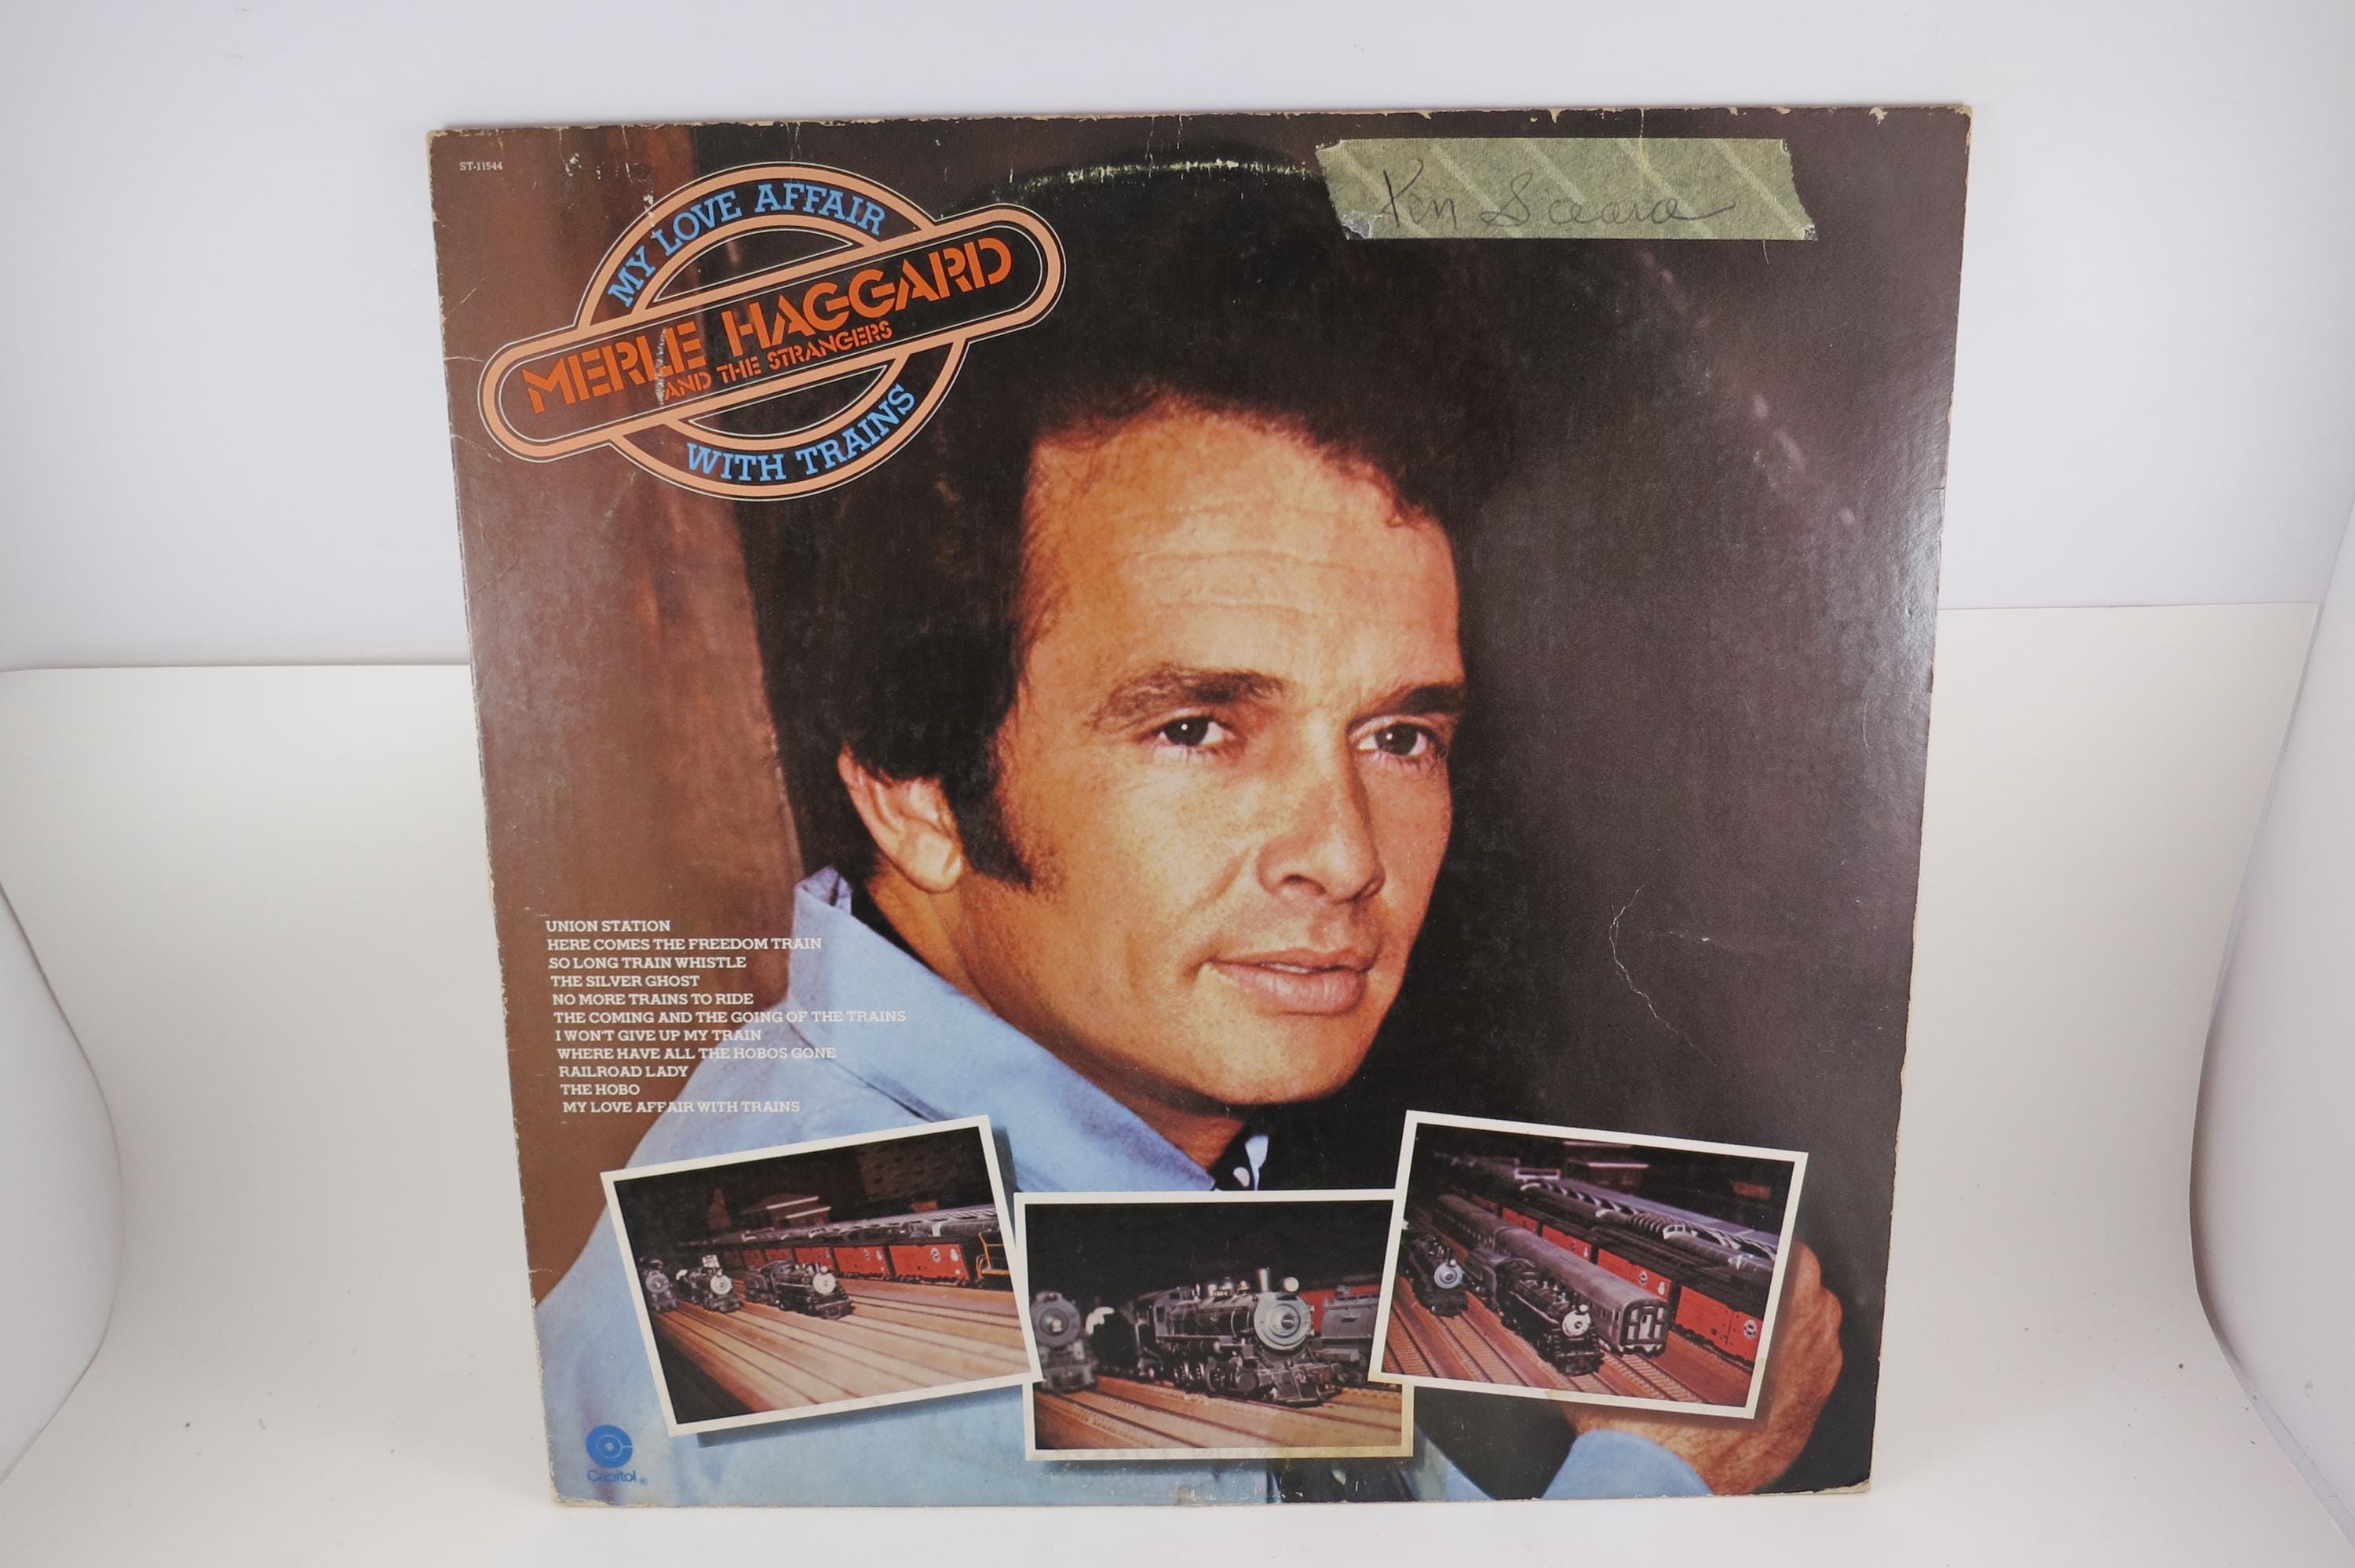 ST-11544
MY LOVE AFFAIR
MERLE HAGGARD
AND THE STRANGERS
WITH TRAINS
Ken
UNION STATION
HERE COMES THE FREEDOM TRAIN
SO LONG TRAIN WHISTLE
THE SILVER GHOST
NO MORE TRAINS TO RIDE
THE COMING AND THE GOING OF THE TRAINS
I WON'T GIVE UP MY TRAIN
WHERE HAVE ALL THE HOBOS GONE
RAILROAD LADY
THE HOBO
MY LOVE AFFAIR WITH TRAINS
Capitol®